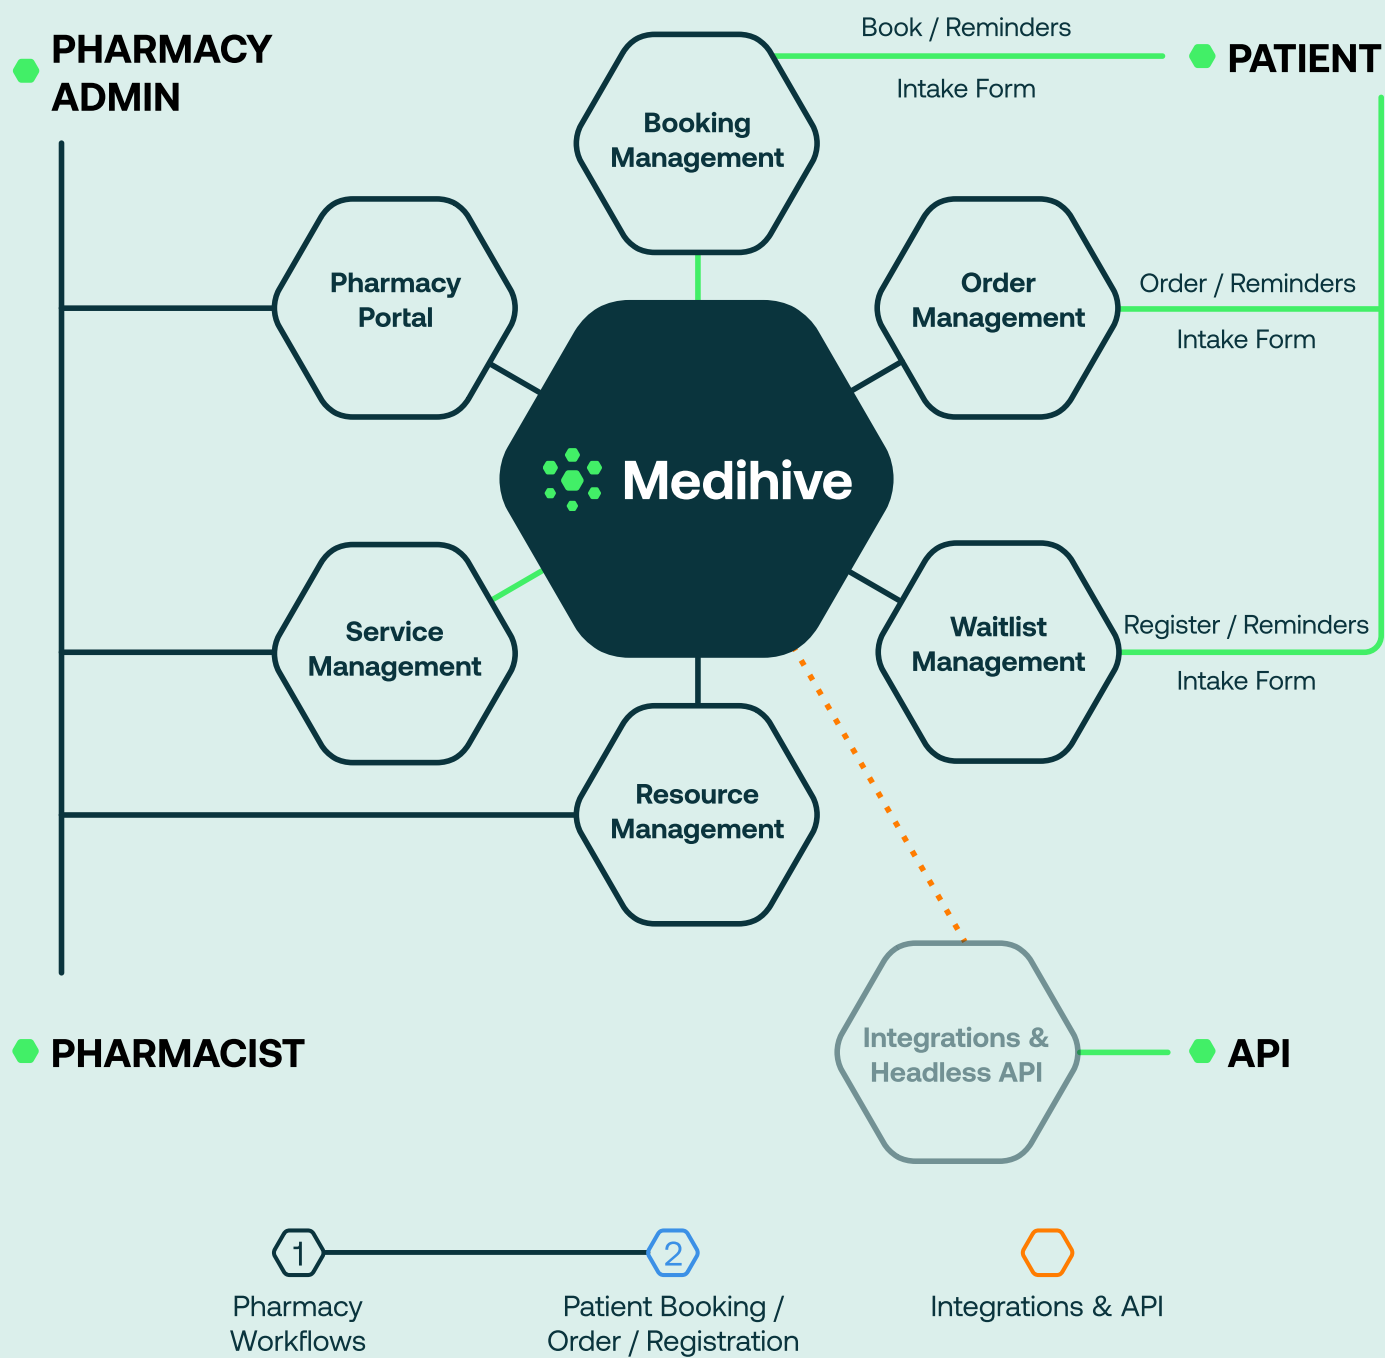 PHARMACY
ADMIN
Book / Reminders
Intake Form
PATIENT
Booking
Management
Pharmacy
Portal
Order
Management
Order / Reminders
Intake Form
Medihive
Service
Management
Waitlist
Management
Register / Reminders
Intake Form
Resource
Management
PHARMACIST
Integrations &
Headless API
API
1
2
Pharmacy
Workflows
Patient Booking /
Order / Registration
Integrations & API